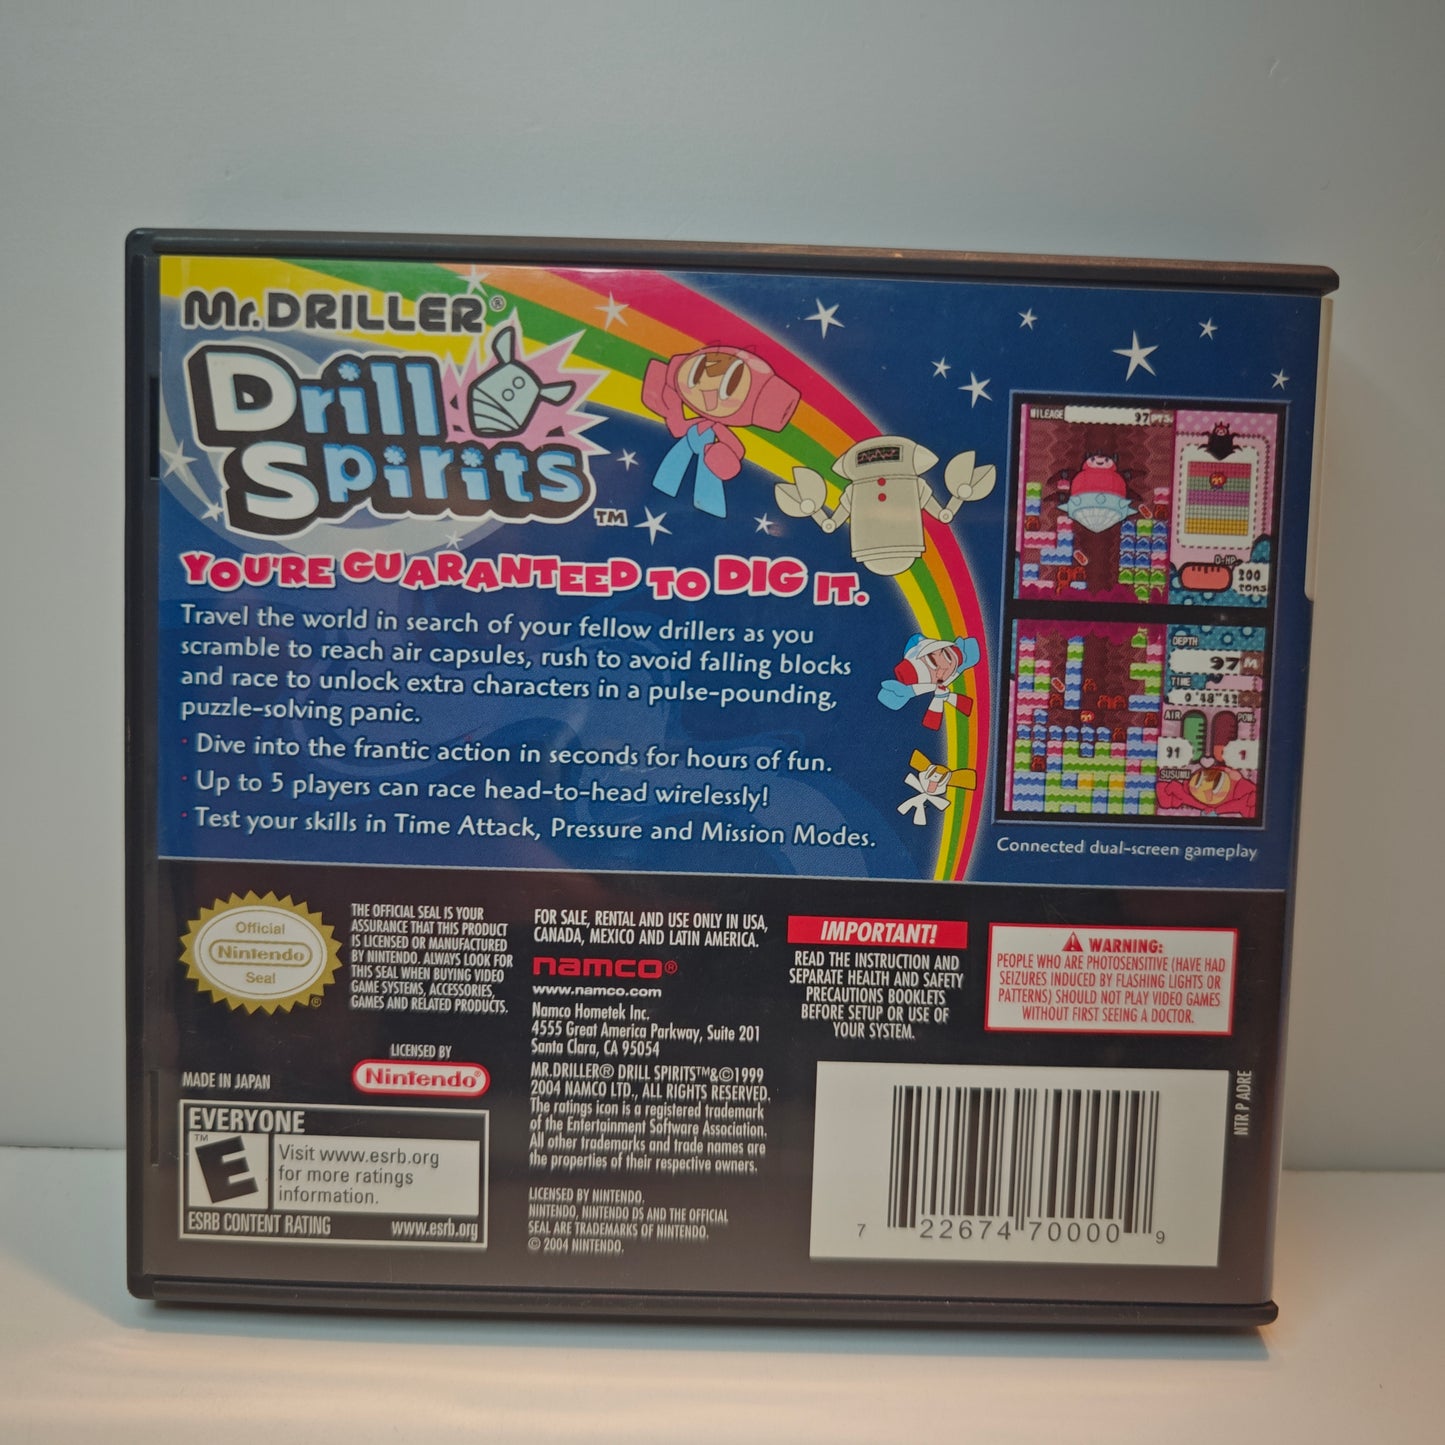 Mr. DRILLER®
Drill
Spirits™
YOU'RE GUARANTEED TO DIG IT.
Travel the world in search of your fellow drillers as you
scramble to reach air capsules, rush to avoid falling blocks
and race to unlock extra characters in a pulse-pounding,
puzzle-solving panic.
· Dive into the frantic action in seconds for hours of fun.
· Up to 5 players can race head-to-head wirelessly!
· Test your skills in Time Attack, Pressure and Mission Modes.
MILEAGE
97PTS
D-HP
200
tons
DEPTH
97M
TIME
0'48"42
AIR
POW.
91
1
SUSUMU
Connected dual-screen gameplay
Official
Nintendo
Seal
®
THE OFFICIAL SEAL IS YOUR
ASSURANCE THAT THIS PRODUCT
IS LICENSED OR MANUFACTURED
BY NINTENDO. ALWAYS LOOK FOR
THIS SEAL WHEN BUYING VIDEO
GAME SYSTEMS, ACCESSORIES,
GAMES AND RELATED PRODUCTS.
LICENSED BY
Nintendo®
MADE IN JAPAN
EVERYONE
E™
Visit www.esrb.org
for more ratings
information.
ESRB CONTENT RATING www.esrb.org
FOR SALE, RENTAL AND USE ONLY IN USA,
CANADA, MEXICO AND LATIN AMERICA.
namco®
www.namco.com
Namco Hometek Inc.
4555 Great America Parkway, Suite 201
Santa Clara, CA 95054
MR.DRILLER® DRILL SPIRITS™&©1999
2004 NAMCO LTD., ALL RIGHTS RESERVED.
The ratings icon is a registered trademark
of the Entertainment Software Association.
All other trademarks and trade names are
the properties of their respective owners.
LICENSED BY NINTENDO.
NINTENDO, NINTENDO DS AND THE OFFICIAL
SEAL ARE TRADEMARKS OF NINTENDO.
© 2004 NINTENDO.
IMPORTANT!
READ THE INSTRUCTION AND
SEPARATE HEALTH AND SAFETY
PRECAUTIONS BOOKLETS
BEFORE SETUP OR USE OF
YOUR SYSTEM.
WARNING:
PEOPLE WHO ARE PHOTOSENSITIVE (HAVE HAD
SEIZURES INDUCED BY FLASHING LIGHTS OR
PATTERNS) SHOULD NOT PLAY VIDEO GAMES
WITHOUT FIRST SEEING A DOCTOR.
7 22674 70000 9
NTR P ADRE